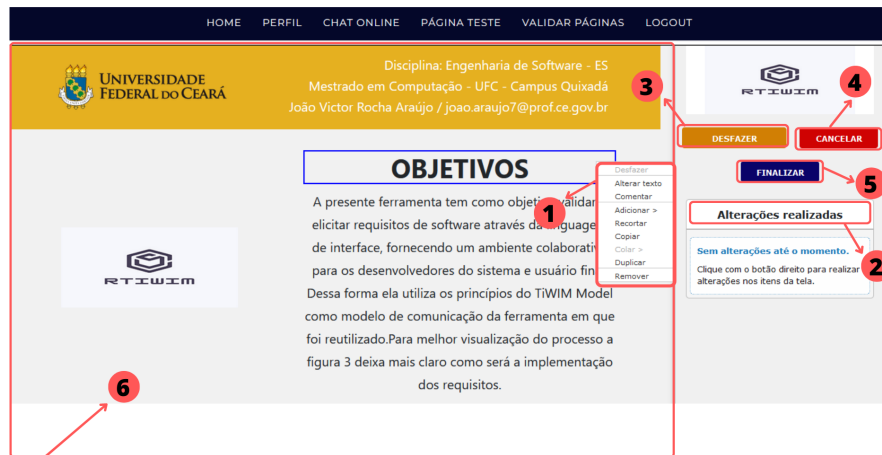 HOME PERFIL CHAT ONLINE PÁGINA TESTE VALIDAR PÁGINAS LOGOUT
UNIVERSIDADE
FEDERAL DO CEARÁ
Disciplina: Engenharia de Software - ES
Mestrado em Computação - UFC - Campus Quixadá
João Victor Rocha Araújo / joao.araujo7@prof.ce.gov.br
RTIWIM
OBJETIVOS
A presente ferramenta tem como validar
elicitar requisitos de software através
de interface, fornecendo um ambiente
para os desenvolvedores do sistema e usuário
Dessa forma ela utiliza os princípios do TiWIM Model
como modelo de comunicação da ferramenta em que
foi reutilizado.Para melhor visualização do processo a
figura 3 deixa mais claro como será a implementação
dos requisitos.
Desfazer
Alterar texto
Comentar
Adicionar >
Recortar
Copiar
Colar >
Duplicar
Remover
RTIWIM
DESFAZER CANCELAR
FINALIZAR
Alterações realizadas
Sem alterações até o momento.
Clique com o botão direito para realizar
alterações nos itens da tela.
3
4
5
1
2
6